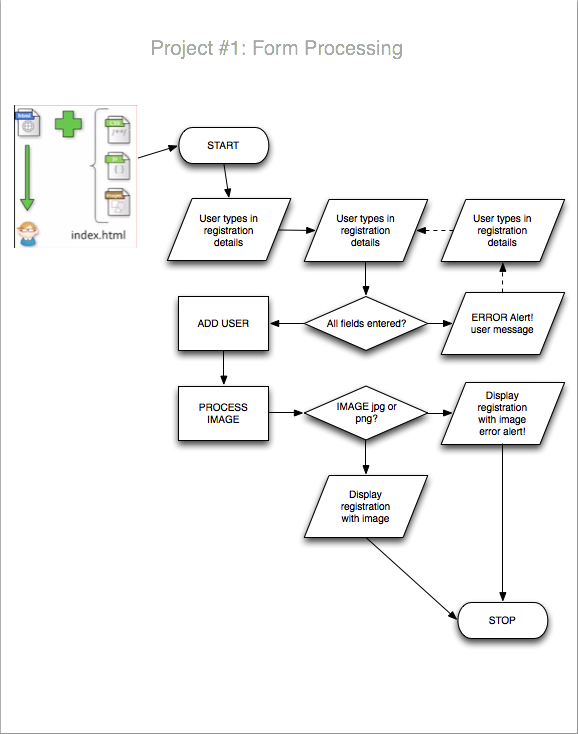 Project #1: Form Processing
index.html
START
User types in
registration
details
User types in
registration
details
User types in
registration
details
ADD USER
All fields entered?
ERROR Alert!
user message
PROCESS
IMAGE
IMAGE jpg or
png?
Display
registration
with image
error alert!
Display
registration
with image
STOP